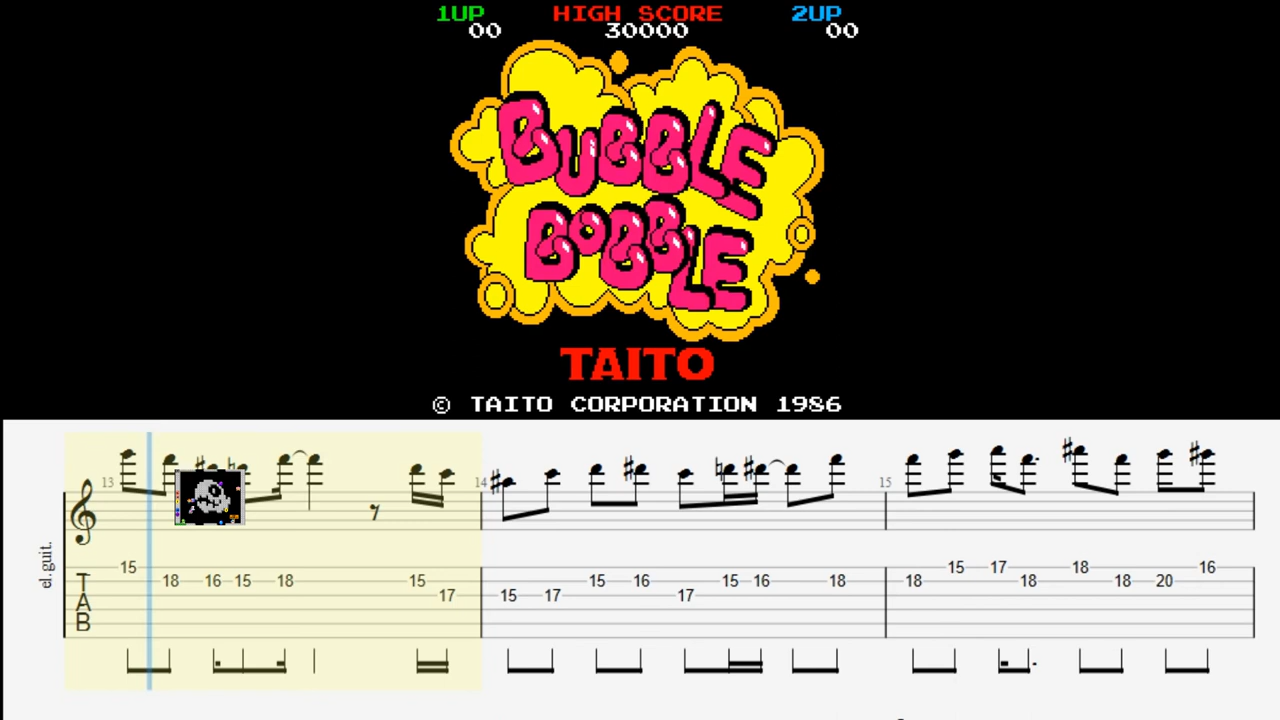 1UP HIGH SCORE 2UP
00 30000 00
BUBBLE
BOBBLE
TAITO
© TAITO CORPORATION 1986
13 14 15
el. guit.
15 15 17 18 16
T 18 16 15 18 15 15 16 15 16 18 18 18 18 20
A 17 15 17 17
B